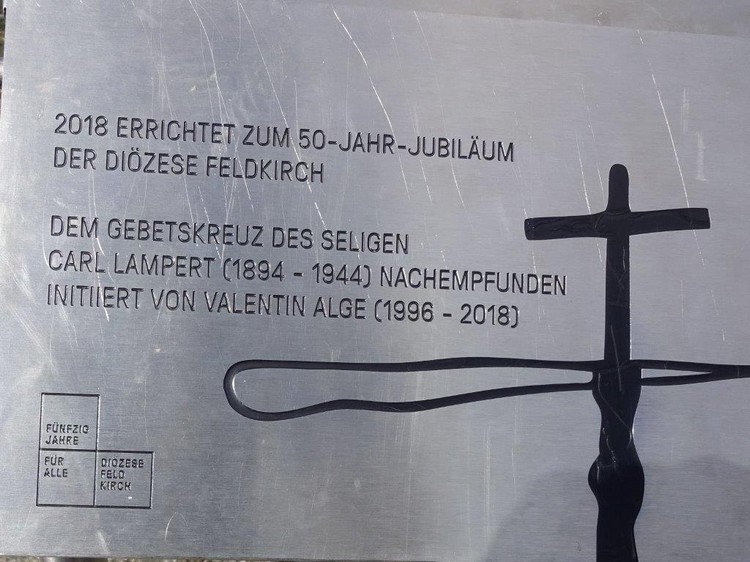 2018 ERRICHTET ZUM 50-JAHR-JUBILÄUM
DER DIÖZESE FELDKIRCH
DEM GEBETSKREUZ DES SELIGEN
CARL LAMPERT (1894 - 1944) NACHEMPFUNDEN
INITIIERT VON VALENTIN ALGE (1996 - 2018)
FÜNFZIG
JAHRE
FÜR
ALLE
DIÖZESE
FELD
KIRCH